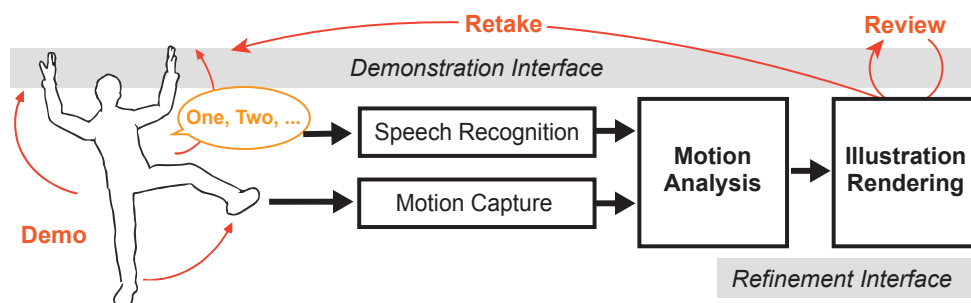 Retake
Review
Demonstration Interface
One, Two, ...
Speech Recognition
Motion
Analysis
Illustration
Rendering
Motion Capture
Demo
Refinement Interface